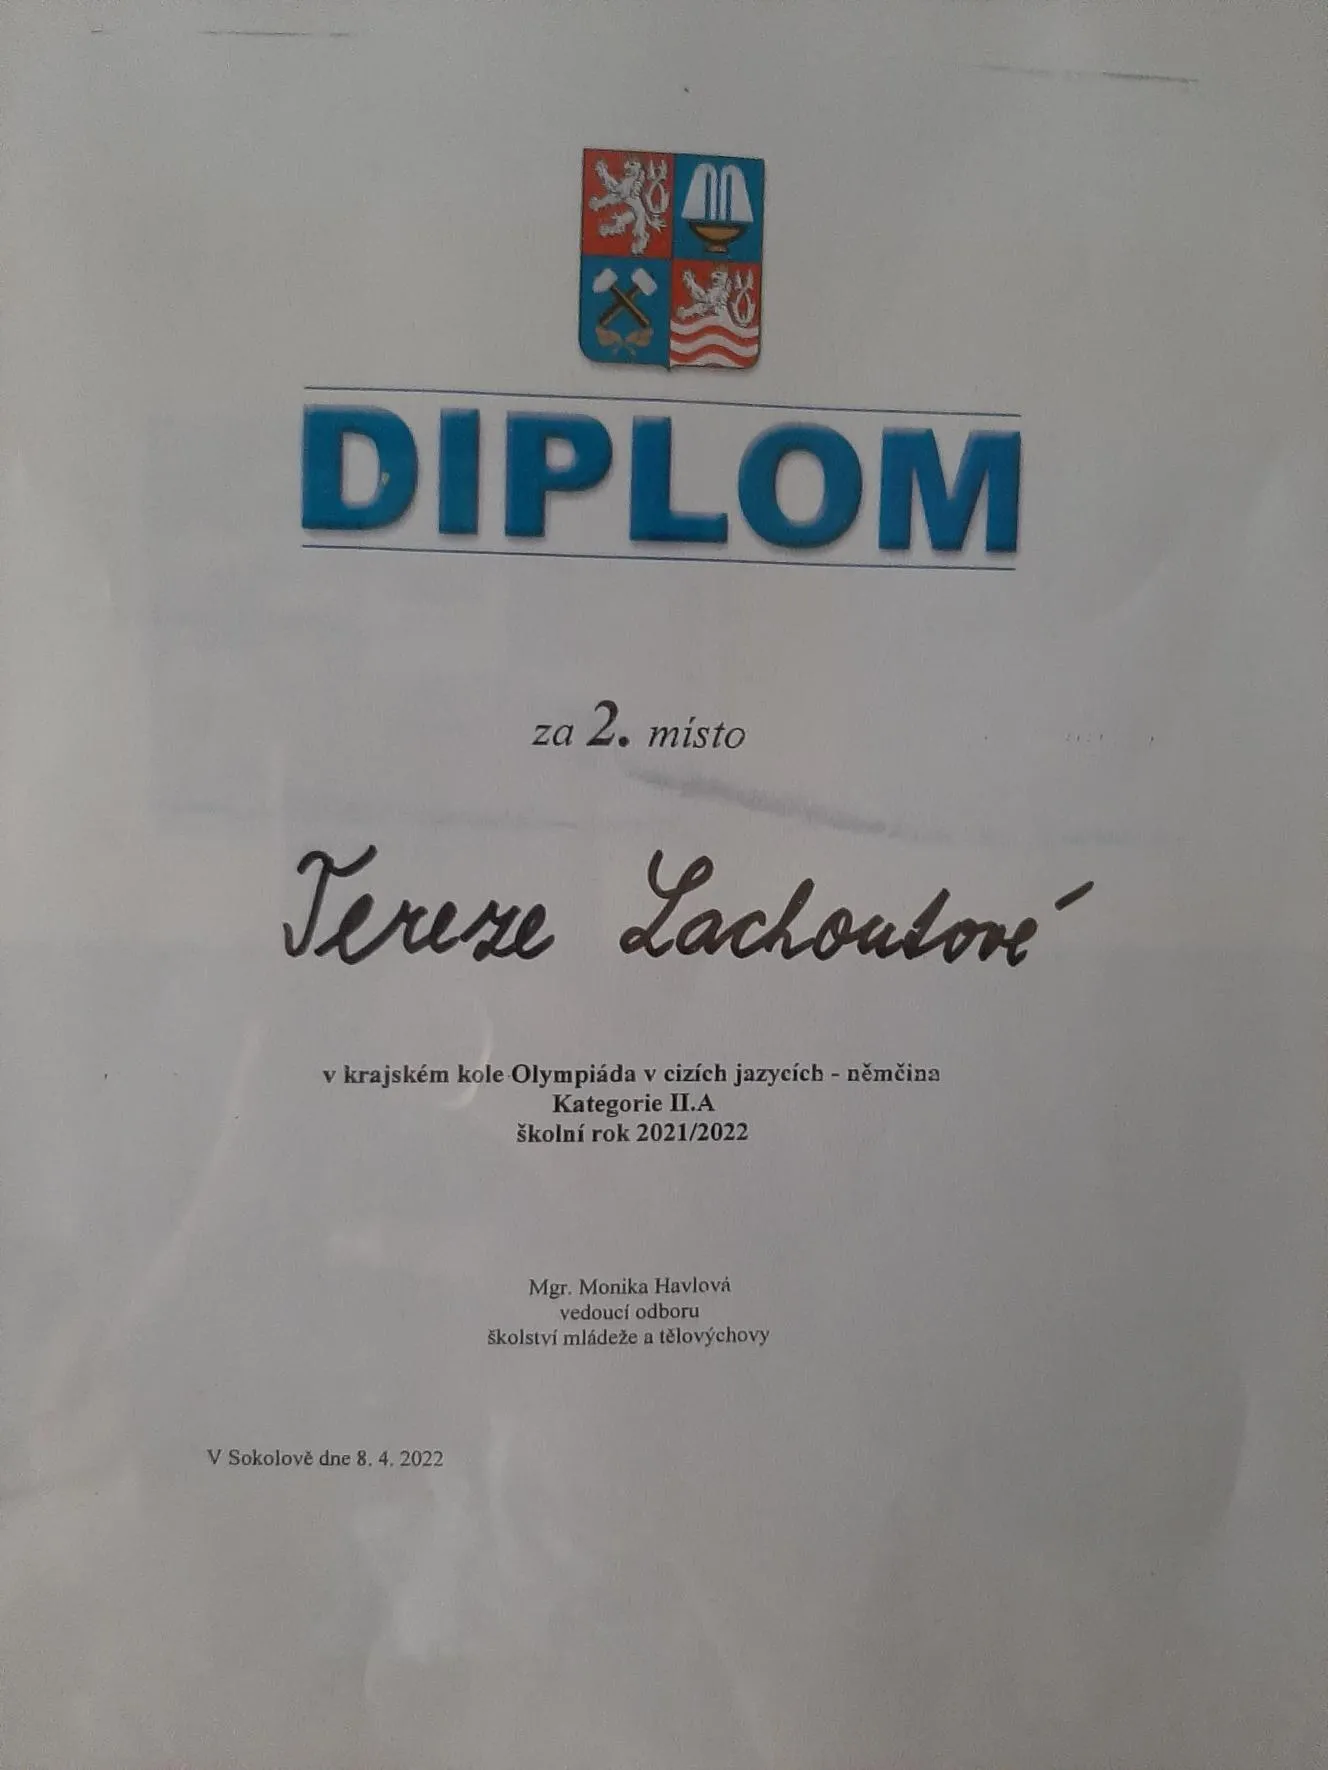 DIPLOM
za 2. místo
Tereze Lachoutové
v krajském kole Olympiáda v cizích jazycích - němčina
Kategorie II.A
školní rok 2021/2022
Mgr. Monika Havlová
vedoucí odboru
školství mládeže a tělovýchovy
V Sokolově dne 8. 4. 2022